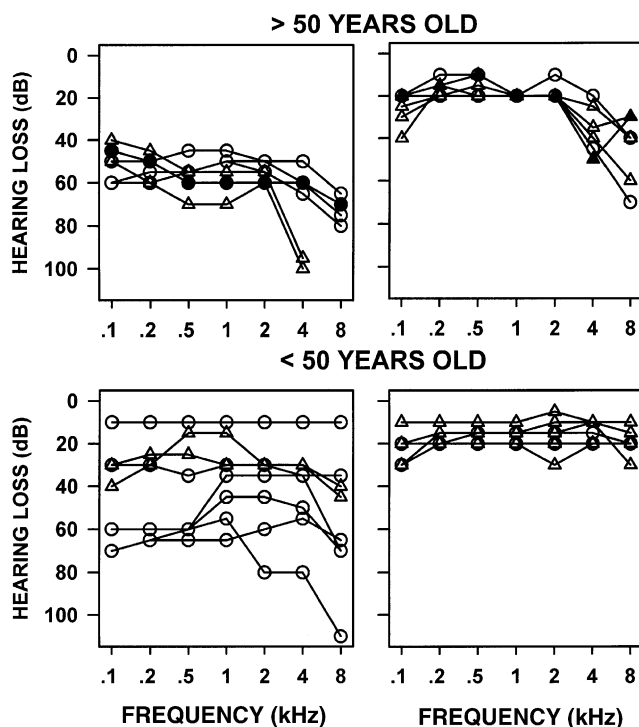 > 50 YEARS OLD
HEARING LOSS (dB)
0
20
40
60
80
100
.1 .2 .5 1 2 4 8
.1 .2 .5 1 2 4 8
< 50 YEARS OLD
HEARING LOSS (dB)
0
20
40
60
80
100
.1 .2 .5 1 2 4 8
.1 .2 .5 1 2 4 8
FREQUENCY (kHz)
FREQUENCY (kHz)